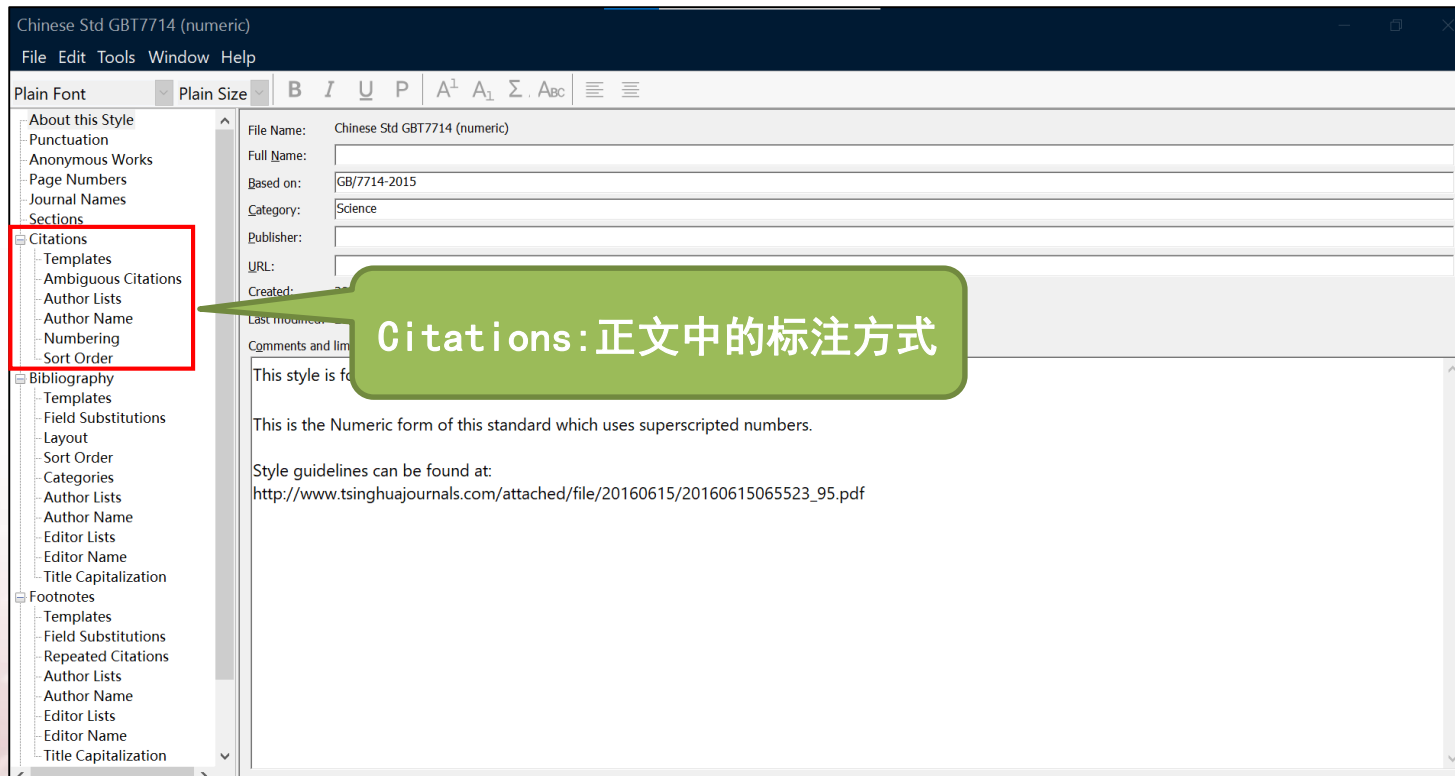 Chinese Std GBT7714 (numeric)
File Edit Tools Window Help
Plain Font Plain Size B I U P A1 A1 Σ ABC
About this Style
Punctuation
Anonymous Works
Page Numbers
Journal Names
Sections
Citations
Templates
Ambiguous Citations
Author Lists
Author Name
Numbering
Sort Order
Bibliography
Templates
Field Substitutions
Layout
Sort Order
Categories
Author Lists
Author Name
Editor Lists
Editor Name
Title Capitalization
Footnotes
Templates
Field Substitutions
Repeated Citations
Author Lists
Author Name
Editor Lists
Editor Name
Title Capitalization
File Name: Chinese Std GBT7714 (numeric)
Full Name:
Based on: GB/7714-2015
Category: Science
Publisher:
URL:
Created:
Last modified:
Comments and lim
Citations:正文中的标注方式
This style is fo
This is the Numeric form of this standard which uses superscripted numbers.
Style guidelines can be found at:
http://www.tsinghuajournals.com/attached/file/20160615/20160615065523_95.pdf